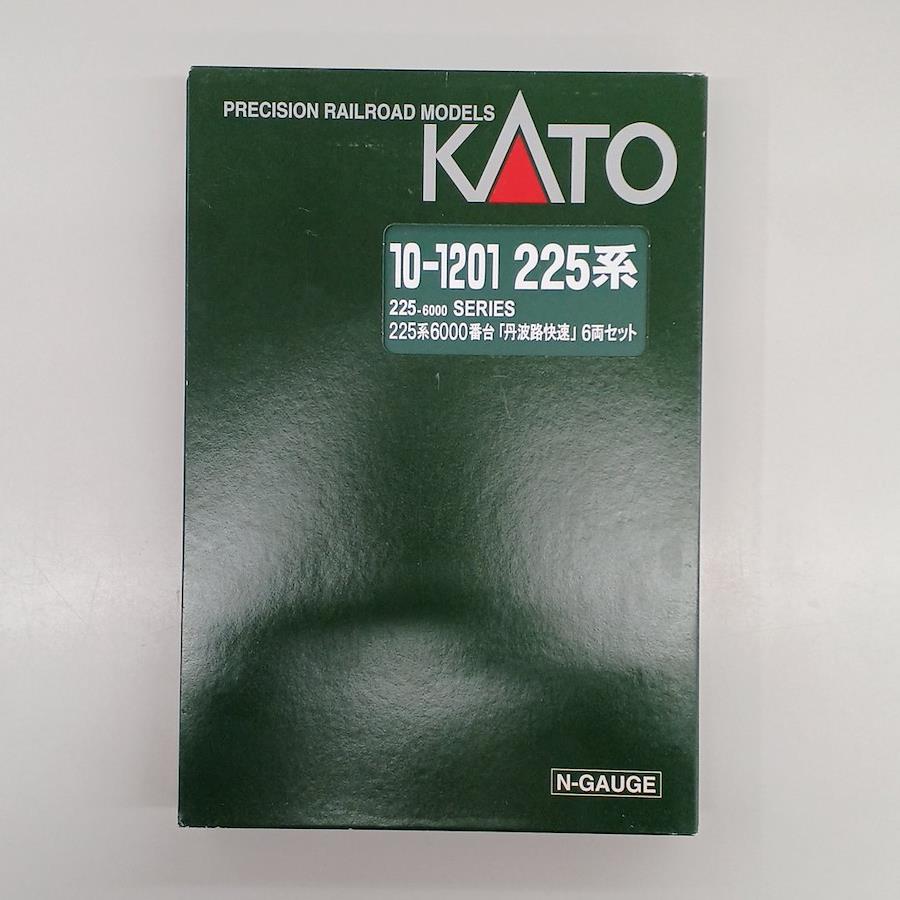 PRECISION RAILROAD MODELS
KATO
10-1201 225系
225-6000 SERIES
225系6000番台「丹波路快速」6両セット
N-GAUGE